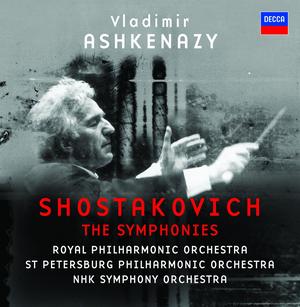 Vladimir
ASHKENAZY
DECCA
SHOSTAKOVICH
THE SYMPHONIES
ROYAL PHILHARMONIC ORCHESTRA
ST PETERSBURG PHILHARMONIC ORCHESTRA
NHK SYMPHONY ORCHESTRA